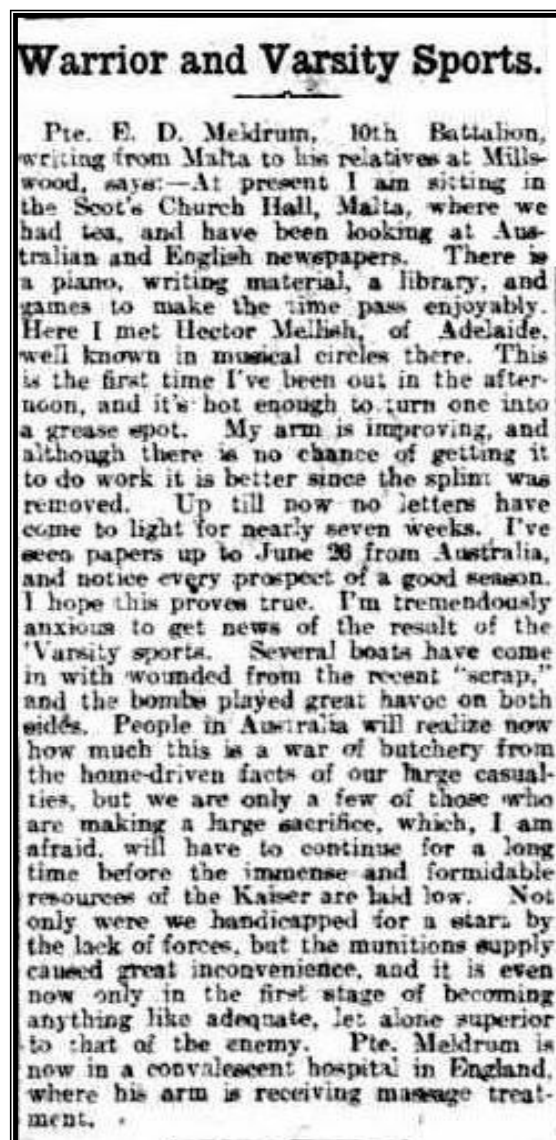 Warrior and Varsity Sports.
Pte. E. D. Meldrum, 10th Battalion,
writing from Malta to his relatives at Mills-
wood, says:—At present I am sitting in
the Scot's Church Hall, Malta, where we
had tea, and have been looking at Aus-
tralian and English newspapers. There is
a piano, writing material, a library, and
games to make the time pass enjoyably.
Here I met Hector Mellish, of Adelaide,
well known in musical circles there. This
is the first time I've been out in the after-
noon, and it's hot enough to turn one into
a grease spot. My arm is improving, and
although there is no chance of getting it
to do work it is better since the splint was
removed. Up till now no letters have
come to light for nearly seven weeks. I've
seen papers up to June 26 from Australia,
and notice every prospect of a good season.
I hope this proves true. I'm tremendously
anxious to get news of the result of the
'Varsity sports. Several boats have come
in with wounded from the recent "scrap,"
and the bombs played great havoc on both
sides. People in Australia will realize now
how much this is a war of butchery from
the home-driven facts of our large casual-
ties, but we are only a few of those who
are making a large sacrifice, which, I am
afraid, will have to continue for a long
time before the immense and formidable
resources of the Kaiser are laid low. Not
only were we handicapped for a start by
the lack of forces, but the munitions supply
caused great inconvenience, and it is even
now only in the first stage of becoming
anything like adequate, let alone superior
to that of the enemy. Pte. Meldrum is
now in a convalescent hospital in England,
where his arm is receiving massage treat-
ment.